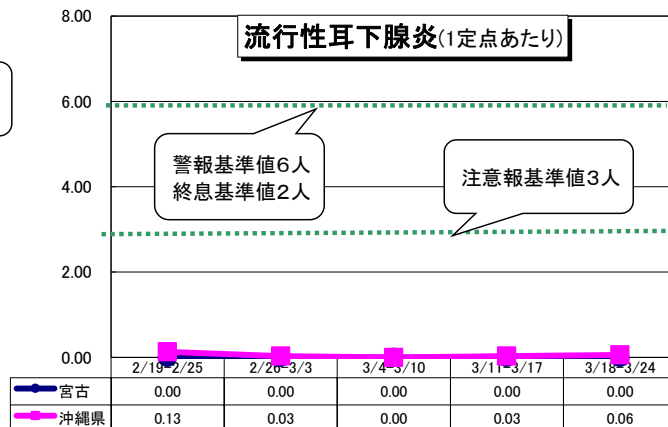 8.00
流行性耳下腺炎(1定点あたり)
6.00
警報基準値6人
終息基準値2人
注意報基準値3人
4.00
2.00
0.00
2/19-2/25 2/26-3/3 3/4-3/10 3/11-3/17 3/18-3/24
宮古 0.00 0.00 0.00 0.00 0.00
沖縄県 0.13 0.03 0.00 0.03 0.06